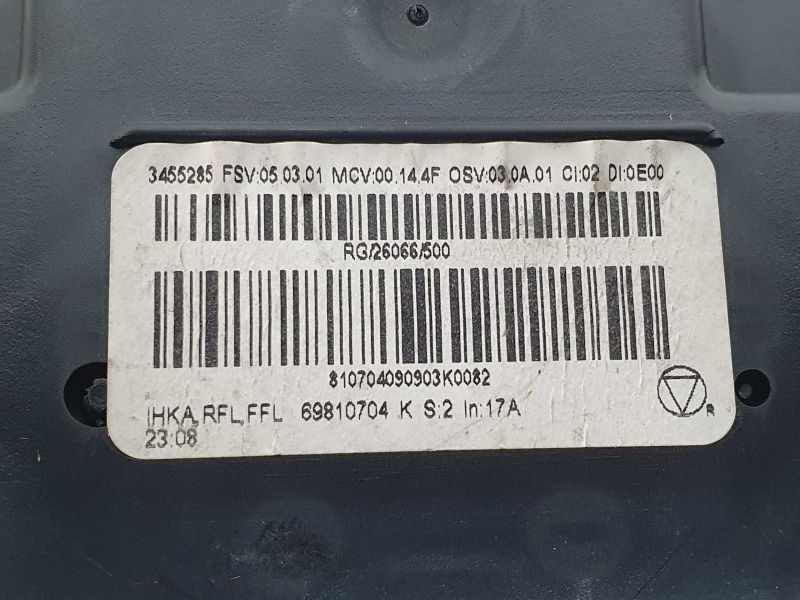 3455285 FSV:05.03.01 MCV:00.14.4F OSV:03.0A.01 CI:02 DI:0E00
RG/26066/500
810704090903K0082
IHKA,RFL,FFL 69810704 K S:2 In:17A
R
23:08